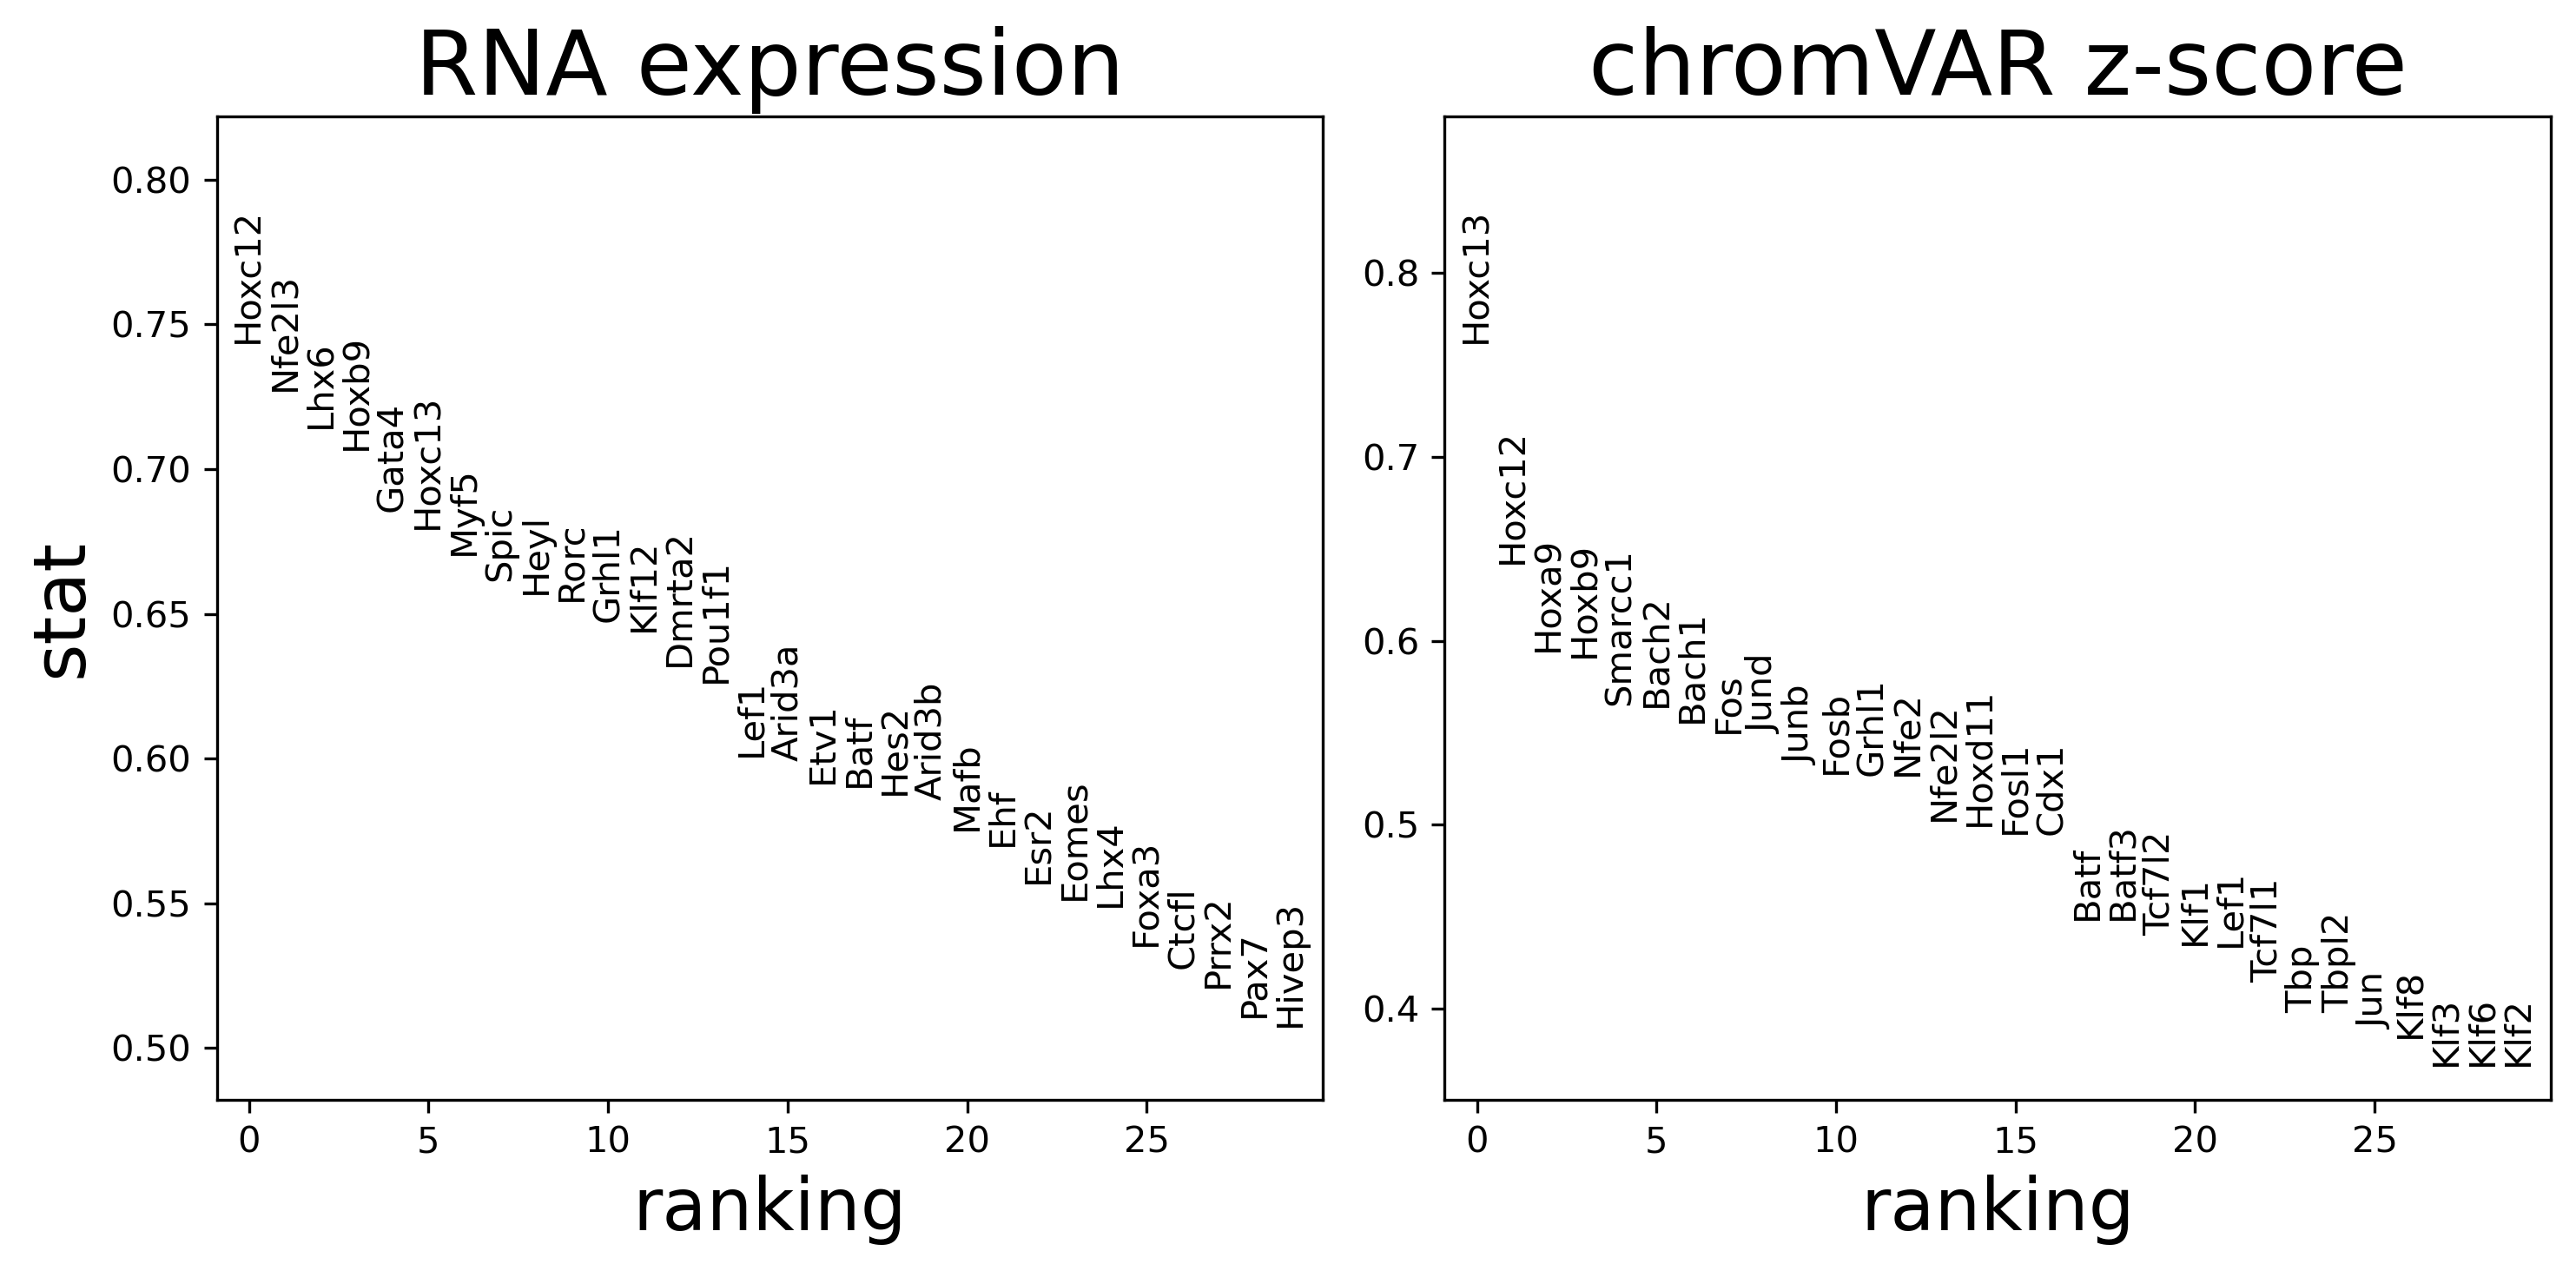 RNA expression
stat
0.80
0.75
0.70
0.65
0.60
0.55
0.50
Hoxc12
Nfe2l3
Lhx6
Hoxb9
Gata4
Hoxc13
Myf5
Spic
Heyl
Rorc
Grhl1
Klf12
Dmrta2
Pou1f1
Lef1
Arid3a
Etv1
Batf
Hes2
Arid3b
Mafb
Ehf
Esr2
Eomes
Lhx4
Foxa3
Ctcfl
Prrx2
Pax7
Hivep3
0 5 10 15 20 25
ranking
chromVAR z-score
0.8
0.7
0.6
0.5
0.4
Hoxc13
Hoxc12
Hoxa9
Hoxb9
Smarcc1
Bach2
Bach1
Fos
Jund
Junb
Fosb
Grhl1
Nfe2
Nfe2l2
Hoxd11
Fosl1
Cdx1
Batf
Batf3
Tcf7l2
Klf1
Lef1
Tcf7l1
Tbp
Tbpl2
Jun
Klf8
Klf3
Klf6
Klf2
0 5 10 15 20 25
ranking